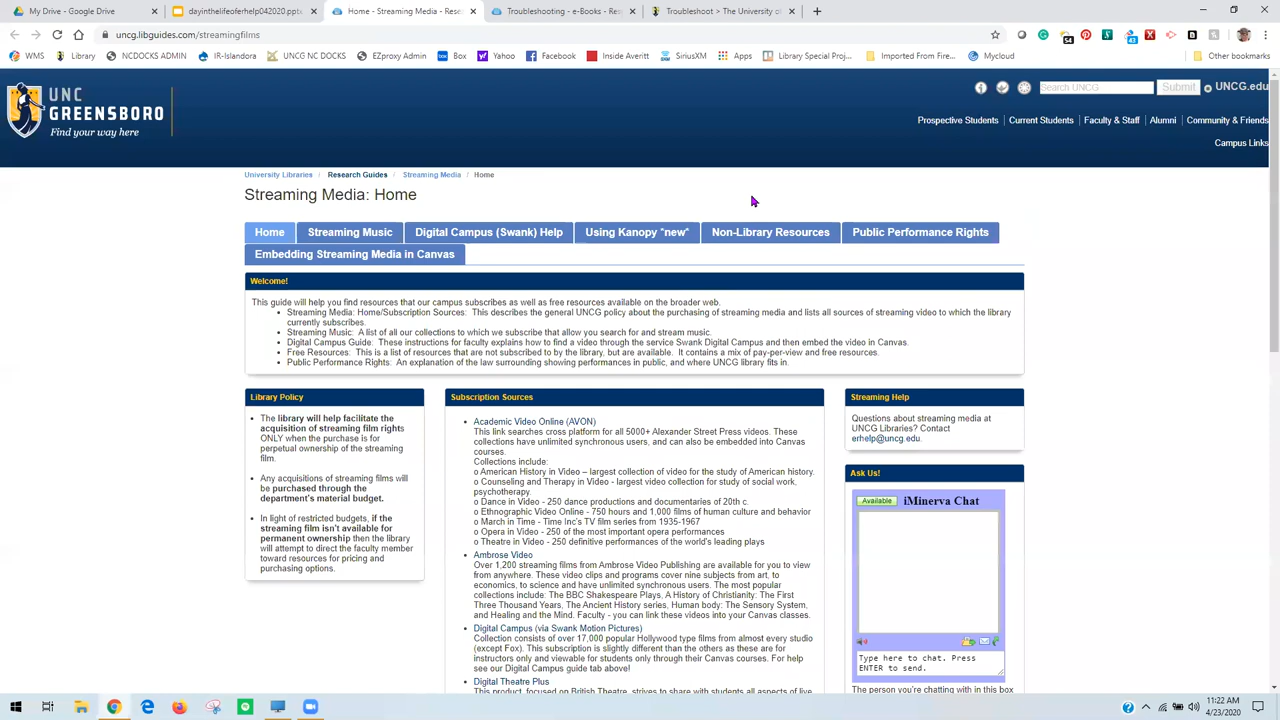 My Drive - Google Drive
dayinthelifeoferhelp042020.pptx
Home - Streaming Media - Res
Troubleshooting - e-Books - Res
Troubleshoot > The University o
uncg.libguides.com/streamingfilms
WMS
Library
NCDOCKS ADMIN
IR-Islandora
UNCG NC DOCKS
EZproxy Admin
Box
Yahoo
Facebook
Inside Averitt
SiriusXM
Apps
Library Special Proj...
Imported From Fire...
Mycloud
Other bookmarks
UNC
GREENSBORO
Find your way here
Search UNCG
Submit
UNCG.edu
Prospective Students | Current Students | Faculty & Staff | Alumni | Community & Friends
Campus Links
University Libraries / Research Guides / Streaming Media / Home
Streaming Media: Home
Home
Streaming Music
Digital Campus (Swank) Help
Using Kanopy *new*
Non-Library Resources
Public Performance Rights
Embedding Streaming Media in Canvas
Welcome!
This guide will help you find resources that our campus subscribes as well as free resources available on the broader web.
• Streaming Media: Home/Subscription Sources: This describes the general UNCG policy about the purchasing of streaming media and lists all sources of streaming video to which the
library currently subscribes.
• Streaming Music: A list of all our collections to which we subscribe that allow you search for and stream music.
• Digital Campus Guide: These instructions for faculty explains how to find a video through the service Swank Digital Campus and then embed the video in Canvas.
• Free Resources: This is a list of resources that are not subscribed to by the library, but are available. It contains a mix of pay-per-view and free resources.
• Public Performance Rights: An explanation of the law surrounding showing performances in public, and where UNCG library fits in.
Library Policy
• The library will help facilitate the
acquisition of streaming film rights
ONLY when the purchase is for
perpetual ownership of the streaming
film.
• Any acquisitions of streaming films will
be purchased through the
department's material budget.
• In light of restricted budgets, if the
streaming film isn't available for
permanent ownership then the library
will attempt to direct the faculty member
toward resources for pricing and
purchasing options.
Subscription Sources
• Academic Video Online (AVON)
This link searches cross platform for all 5000+ Alexander Street Press videos. These
collections have unlimited synchronous users, and can also be embedded into Canvas
courses.
Collections include:
o American History in Video – largest collection of video for the study of American history.
o Counseling and Therapy in Video - largest video collection for study of social work,
psychotherapy.
o Dance in Video - 250 dance productions and documentaries of 20th c.
o Ethnographic Video Online - 750 hours and 1,000 films of human culture and behavior
o March in Time - Time Inc's TV film series from 1935-1967
o Opera in Video - 250 of the most important opera performances
o Theatre in Video - 250 definitive performances of the world's leading plays
• Ambrose Video
Over 1,200 streaming films from Ambrose Video Publishing are available for you to view
from anywhere. These video clips and programs cover nine subjects from art, to
economics, to science and have unlimited synchronous users. The most popular
collections include: The BBC Shakespeare Plays, A History of Christianity: The First
Three Thousand Years, The Ancient History series, Human body: The Sensory System,
and Healing and the Mind. Faculty - you can link these videos into your Canvas classes.
• Digital Campus (via Swank Motion Pictures)
Collection consists of over 17,000 popular Hollywood type films from almost every studio
(except Fox). This subscription is slightly different than the others as these are for
instructors only and viewable for students only through their Canvas courses. For help
see our Digital Campus guide tab above!
• Digital Theatre Plus
This product, focused on British Theatre, strives to share with students all aspects of live
Streaming Help
Questions about streaming media at
UNCG Libraries? Contact
erhelp@uncg.edu.
Ask Us!
Available
iMinerva Chat
Type here to chat. Press
ENTER to send.
The person you're chatting with in this box
11:22 AM
4/23/2020